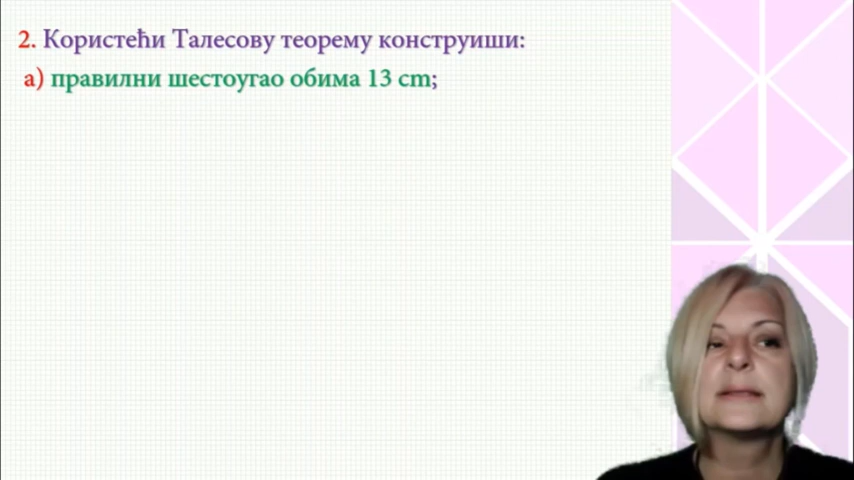 2. Користећи Талесову теорему конструиши:
а) правилни шестоугао обима 13 cm;